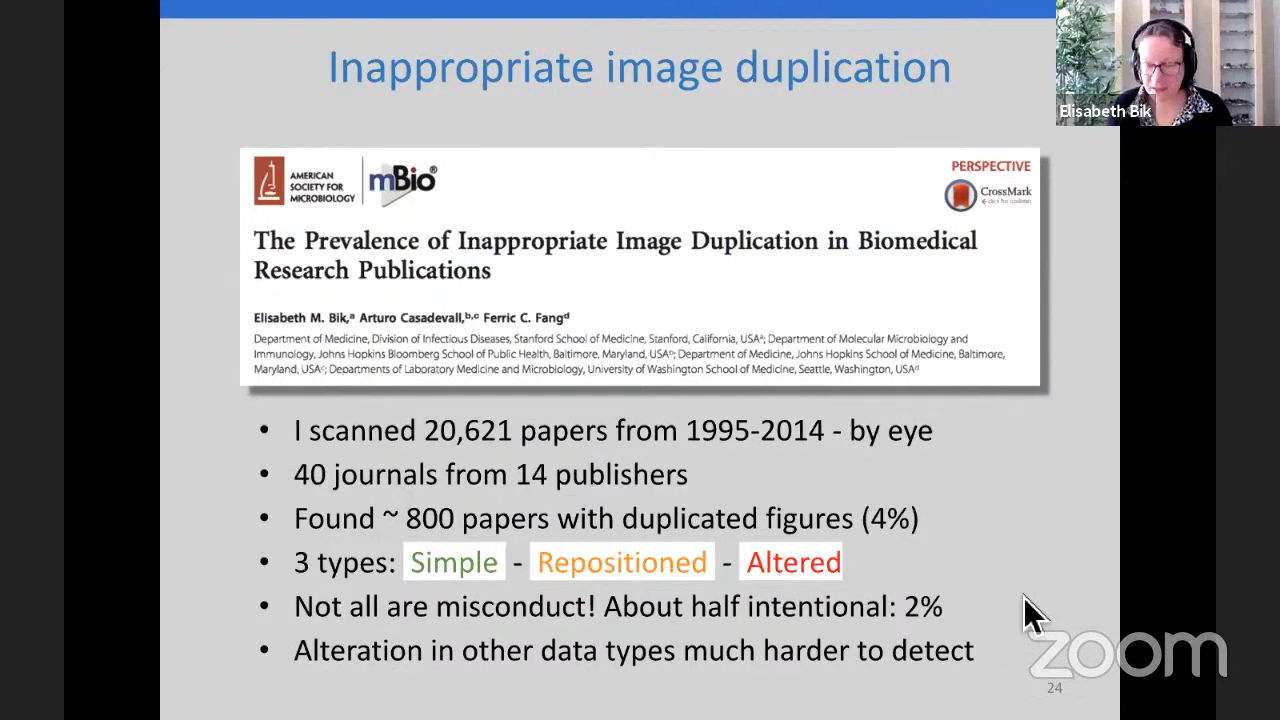 Inappropriate image duplication
Elisabeth Bik
AMERICAN
SOCIETY FOR
MICROBIOLOGY
mBio®
PERSPECTIVE
CrossMark
click for updates
The Prevalence of Inappropriate Image Duplication in Biomedical
Research Publications
Elisabeth M. Bik,ᵃ Arturo Casadevall,ᵇ,ᶜ Ferric C. Fangᵈ
Department of Medicine, Division of Infectious Diseases, Stanford School of Medicine, Stanford, California, USAᵃ; Department of Molecular Microbiology and
Immunology, Johns Hopkins Bloomberg School of Public Health, Baltimore, Maryland, USAᵇ; Department of Medicine, Johns Hopkins School of Medicine, Baltimore,
Maryland, USAᶜ; Departments of Laboratory Medicine and Microbiology, University of Washington School of Medicine, Seattle, Washington, USAᵈ
• I scanned 20,621 papers from 1995-2014 - by eye
• 40 journals from 14 publishers
• Found ~ 800 papers with duplicated figures (4%)
• 3 types: Simple - Repositioned - Altered
• Not all are misconduct! About half intentional: 2%
• Alteration in other data types much harder to detect
zoom
24